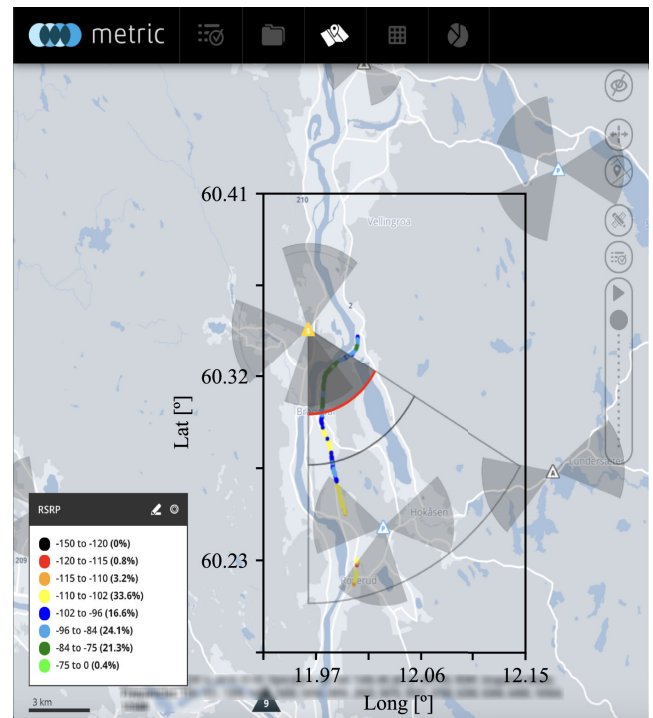 metric
210
60.41
Vellingroa
2
60.32
Lat [º]
Lundersæter
RSRP
Hokåsen
-150 to -120 (0%)
-120 to -115 (0.8%)
-115 to -110 (3.2%)
-110 to -102 (33.6%)
-102 to -96 (16.6%)
-96 to -84 (24.1%)
-84 to -75 (21.3%)
-75 to 0 (0.4%)
209
60.23
Roverud
11.97
12.06
12.15
3 km
9
Long [º]